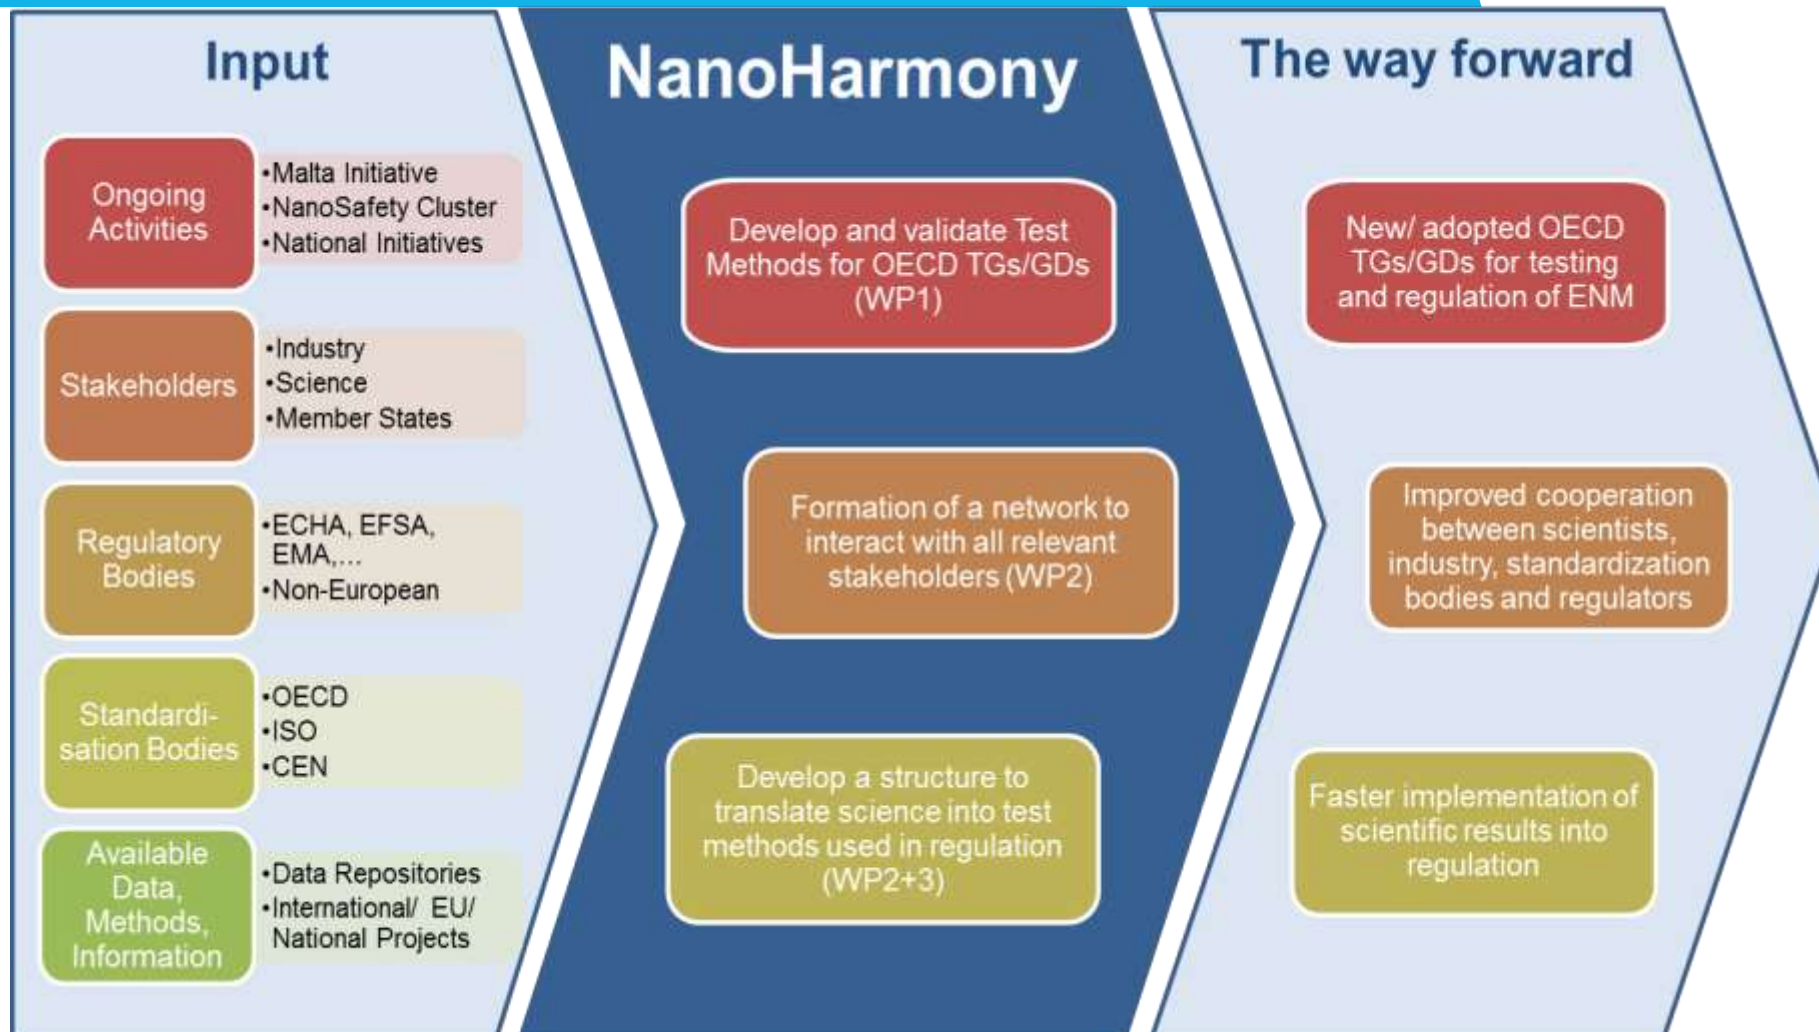 Input
Ongoing
Activities
•Malta Initiative
•NanoSafety Cluster
•National Initiatives
Stakeholders
•Industry
•Science
•Member States
Regulatory
Bodies
•ECHA, EFSA,
EMA,...
•Non-European
Standardi-
sation Bodies
•OECD
•ISO
•CEN
Available
Data,
Methods,
Information
•Data Repositories
•International/ EU/
National Projects
NanoHarmony
Develop and validate Test
Methods for OECD TGs/GDs
(WP1)
Formation of a network to
interact with all relevant
stakeholders (WP2)
Develop a structure to
translate science into test
methods used in regulation
(WP2+3)
The way forward
New/ adopted OECD
TGs/GDs for testing
and regulation of ENM
Improved cooperation
between scientists,
industry, standardization
bodies and regulators
Faster implementation of
scientific results into
regulation